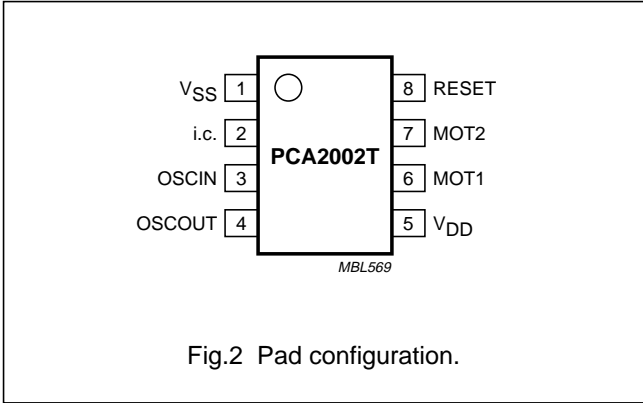 VSS 1
8 RESET
i.c. 2
7 MOT2
PCA2002T
OSCIN 3
6 MOT1
OSCOUT 4
5 VDD
MBL569
Fig.2 Pad configuration.